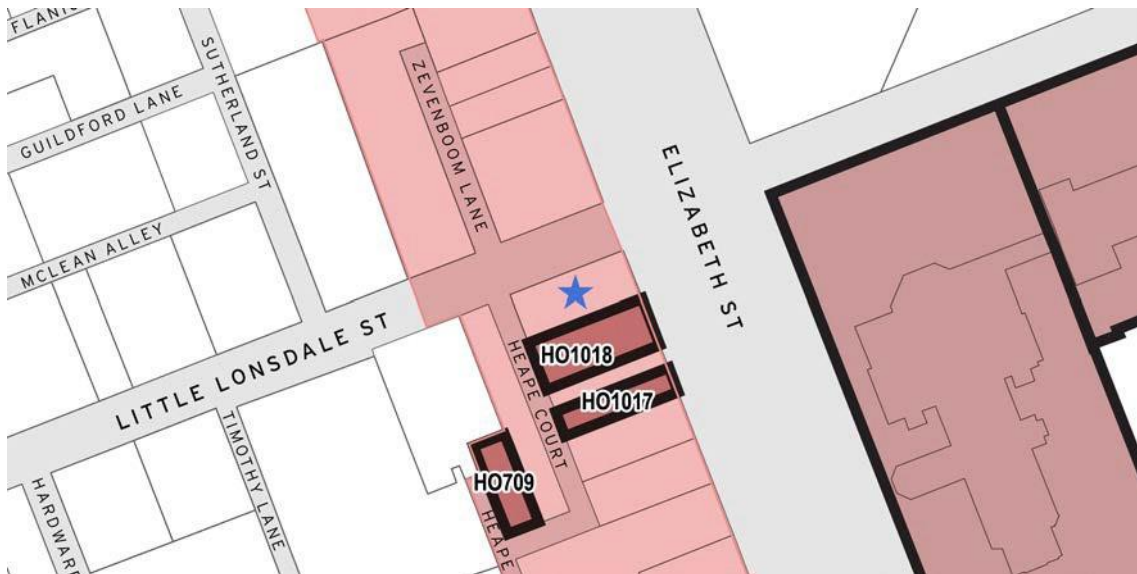 FLANIG
SUTHERLAND ST
ZEVENBOOM LANE
GUILDFORD LANE
ELIZABETH ST
MCLEAN ALLEY
LITTLE LONSDALE ST
HEAPE COURT
HO1018
HO1017
TIMOTHY LANE
HO709
HARDWAR
HEAPE